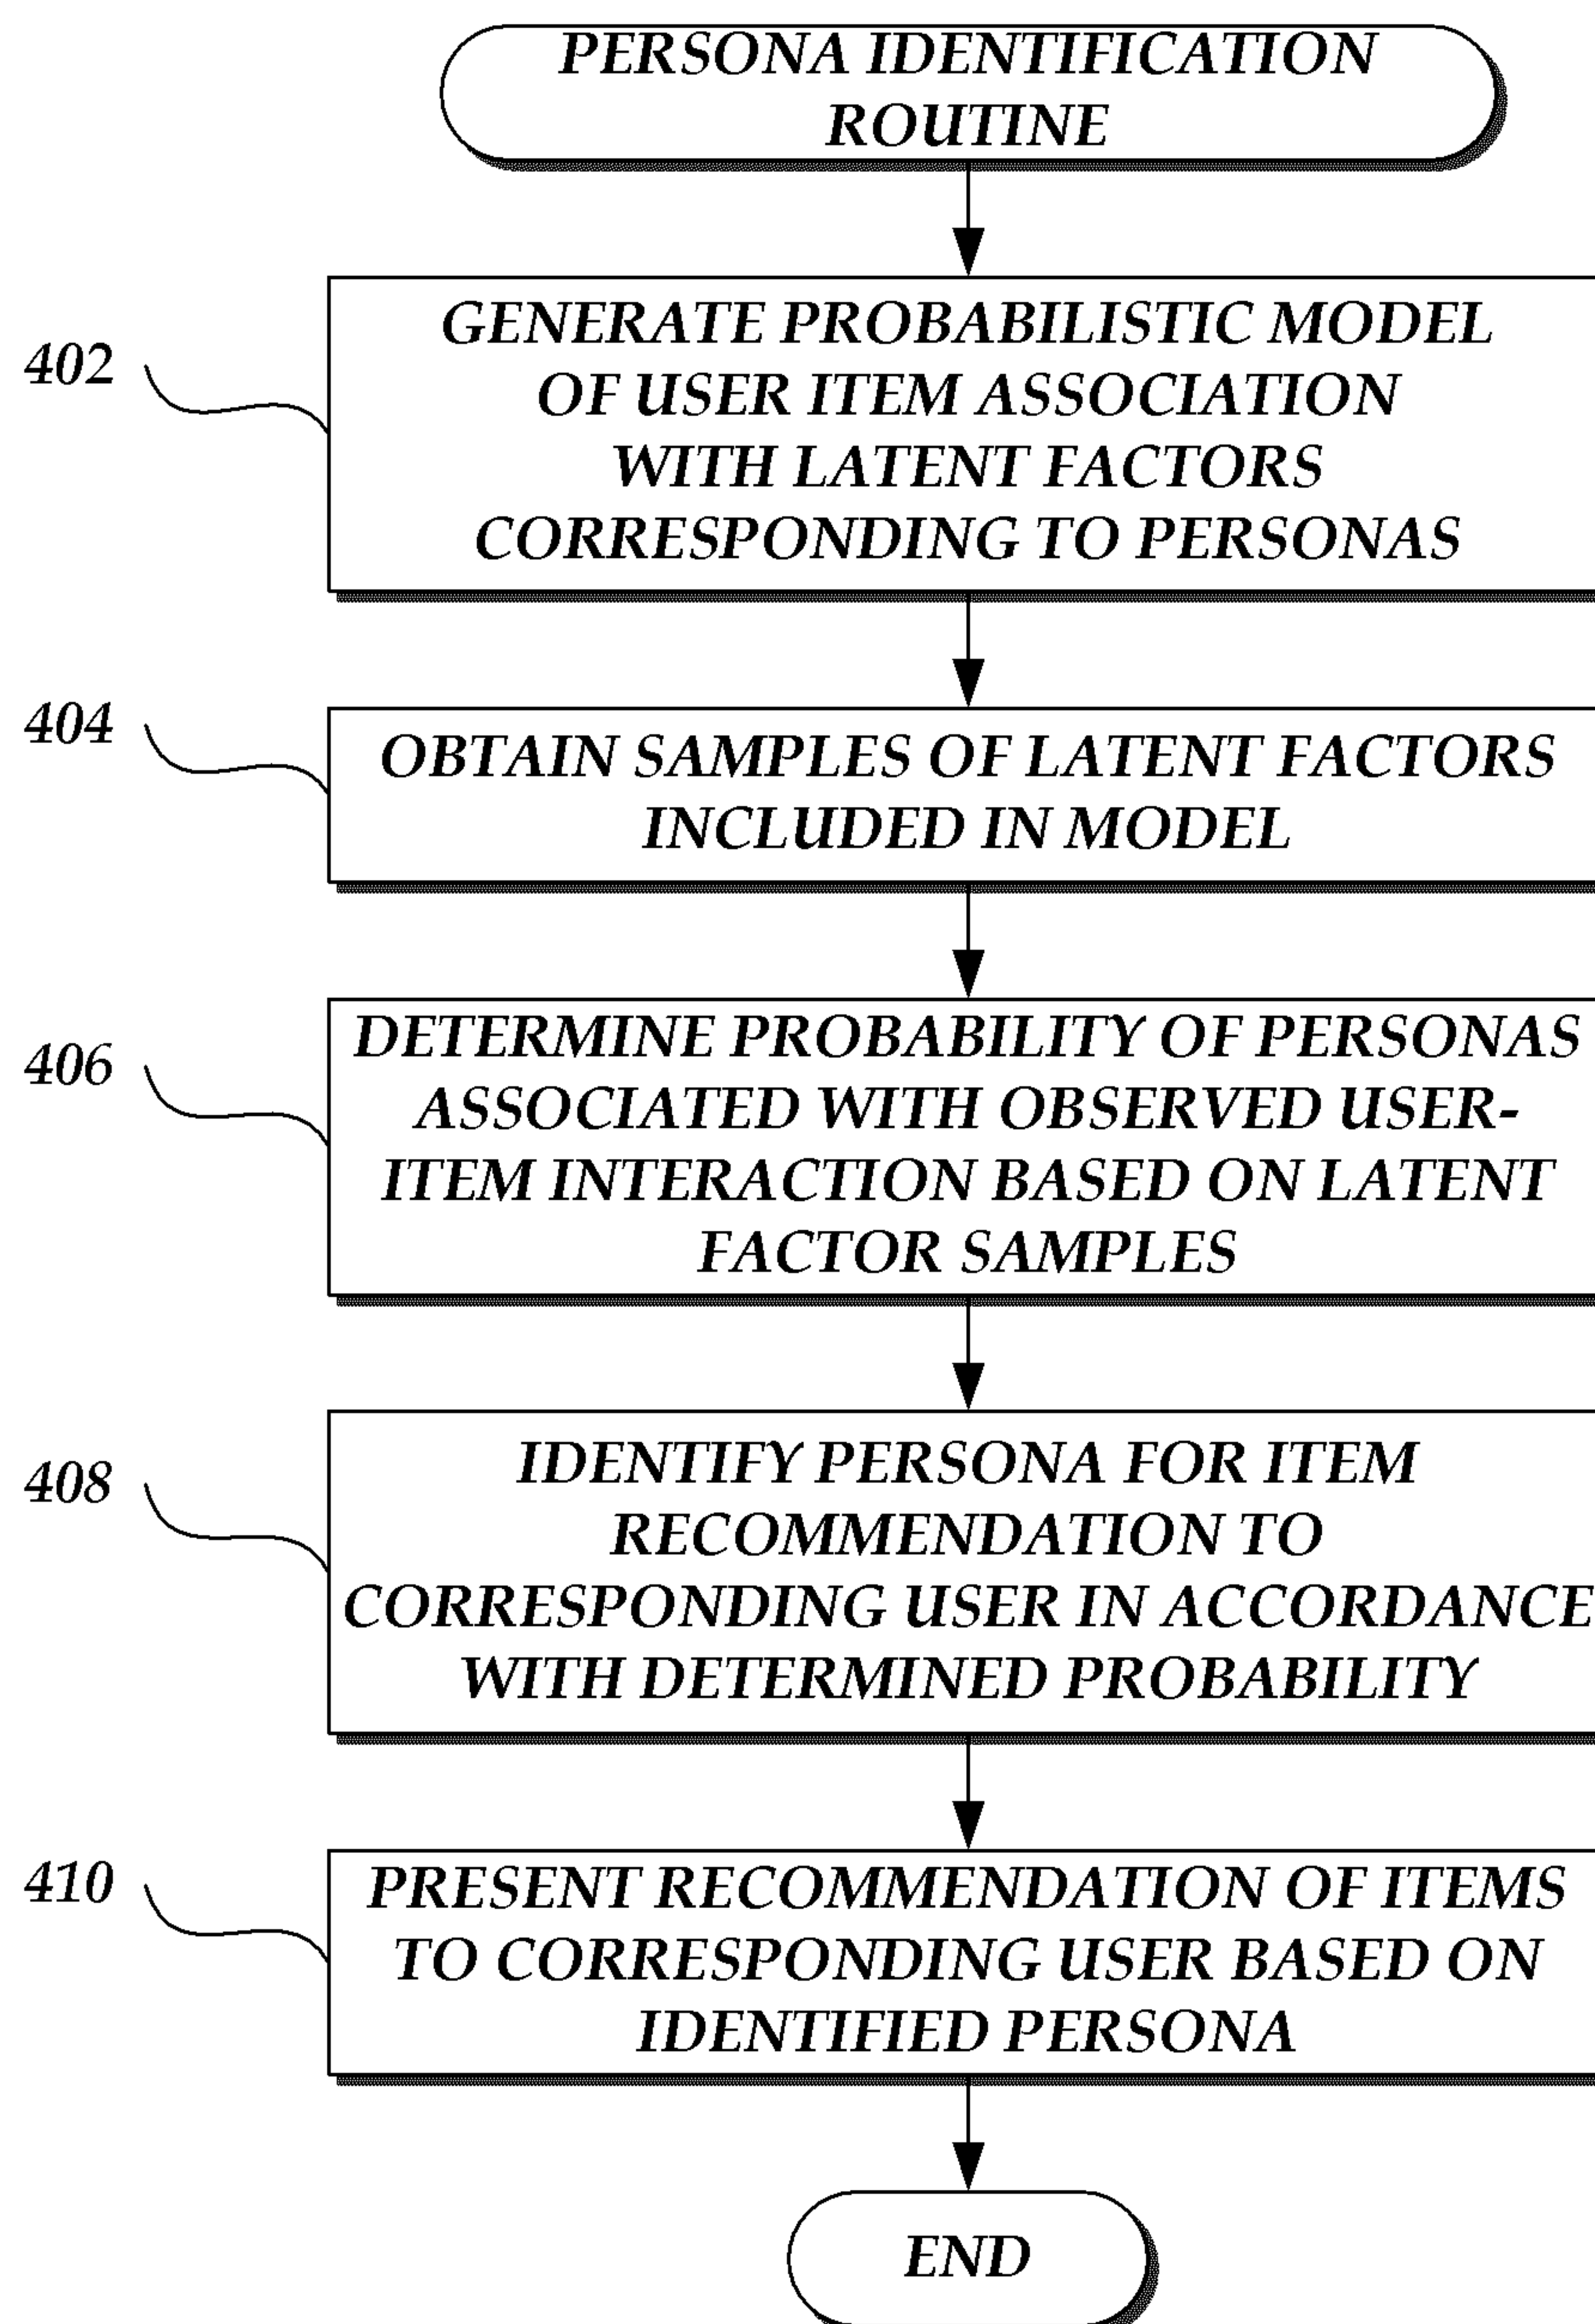 PERSONA IDENTIFICATION
ROUTINE
402
GENERATE PROBABILISTIC MODEL
OF USER ITEM ASSOCIATION
WITH LATENT FACTORS
CORRESPONDING TO PERSONAS
404
OBTAIN SAMPLES OF LATENT FACTORS
INCLUDED IN MODEL
406
DETERMINE PROBABILITY OF PERSONAS
ASSOCIATED WITH OBSERVED USER-
ITEM INTERACTION BASED ON LATENT
FACTOR SAMPLES
408
IDENTIFY PERSONA FOR ITEM
RECOMMENDATION TO
CORRESPONDING USER IN ACCORDANCE
WITH DETERMINED PROBABILITY
410
PRESENT RECOMMENDATION OF ITEMS
TO CORRESPONDING USER BASED ON
IDENTIFIED PERSONA
END